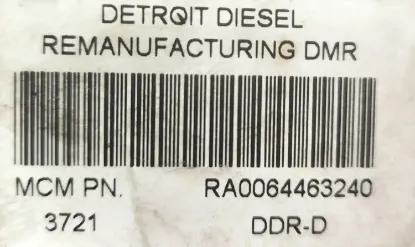 DETROIT DIESEL
REMANUFACTURING DMR
MCM PN. RA0064463240
3721 DDR-D